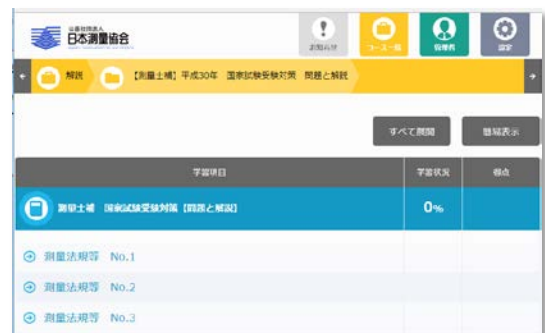 公益社団法人
日本測量協会
お知らせ
コース一覧
管理者
設定
解説 【測量士補】平成30年 国家試験受験対策 問題と解説
すべて展開 簡易表示
学習項目 学習状況 得点
測量士補 国家試験受験対策【問題と解説】 0%
測量法規等 No.1
測量法規等 No.2
測量法規等 No.3